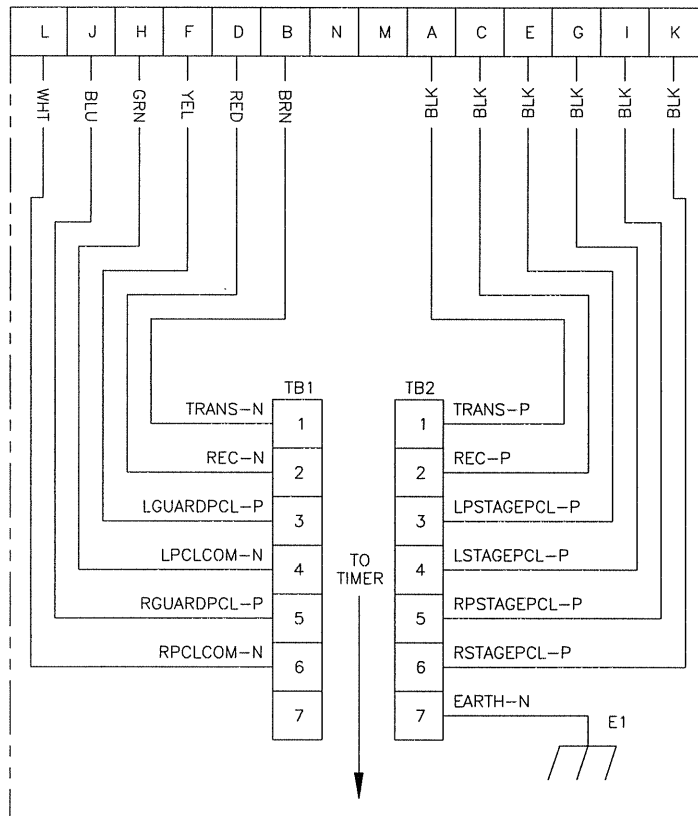 L J H F D B N M A C E G I K
WHT BLU GRN YEL RED BRN BLK BLK BLK BLK BLK BLK
TB1 TB2
TRANS-N 1 1 TRANS-P
REC-N 2 2 REC-P
LGUARDPCL-P 3 3 LPSTAGEPCL-P
LPCLCOM-N 4 TO TIMER 4 LSTAGEPCL-P
RGUARDPCL-P 5 5 RPSTAGEPCL-P
RPCLCOM-N 6 6 RSTAGEPCL-P
7 7 EARTH-N E1